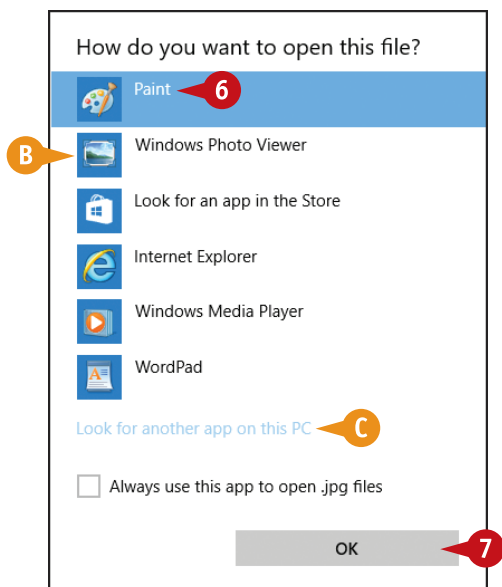 How do you want to open this file?
Paint 6
B
Windows Photo Viewer
Look for an app in the Store
Internet Explorer
Windows Media Player
A WordPad
Look for another app on this PC C
Always use this app to open .jpg files
OK 7